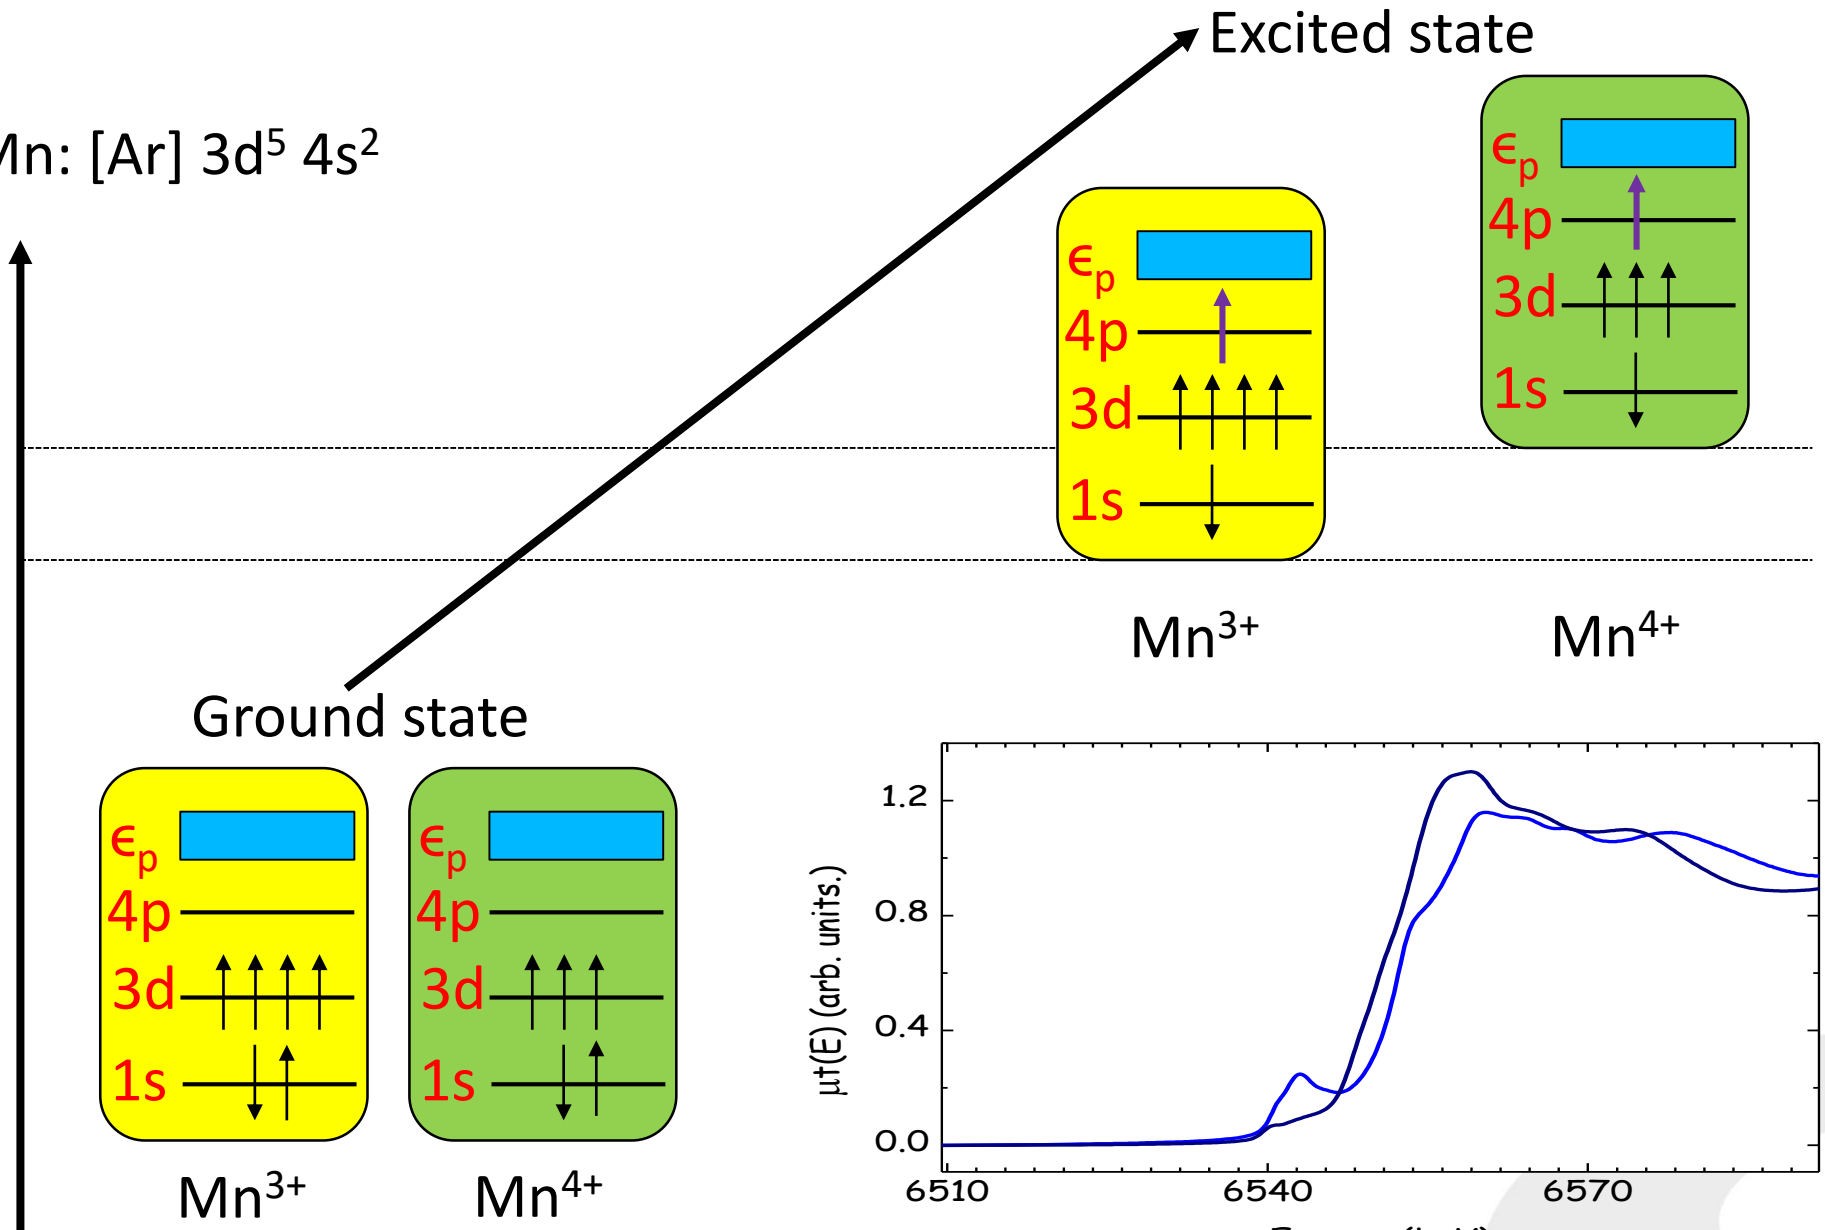 Excited state
Mn: [Ar] 3d⁵ 4s²
ϵₚ
4p
3d
1s
ϵₚ
4p
3d
1s
Mn³⁺
Mn⁴⁺
Ground state
ϵₚ
4p
3d
1s
Mn³⁺
ϵₚ
4p
3d
1s
Mn⁴⁺
μt(E) (arb. units.)
1.2
0.8
0.4
0.0
6510
6540
6570